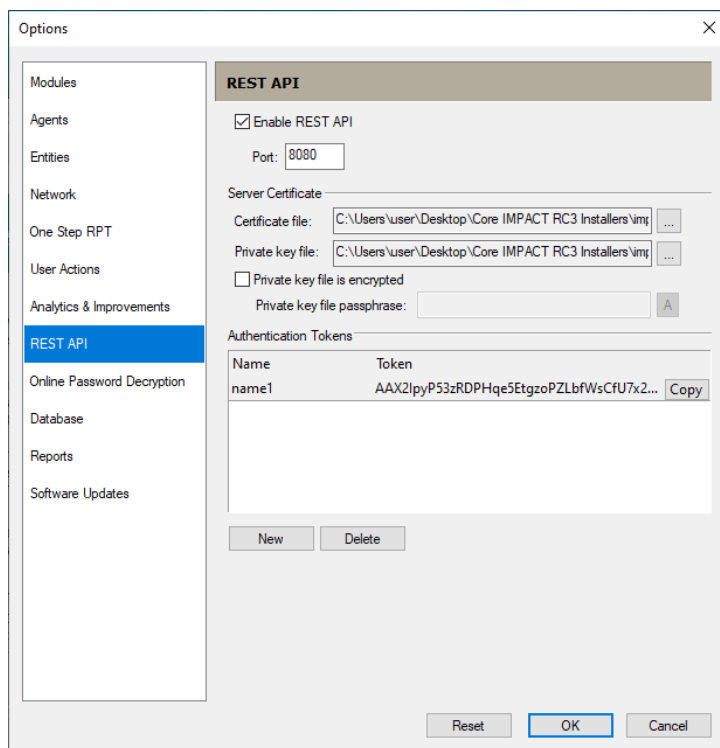 Options
Modules
Agents
Entities
Network
One Step RPT
User Actions
Analytics & Improvements
REST API
Online Password Decryption
Database
Reports
Software Updates
REST API
Enable REST API
Port: 8080
Server Certificate
Certificate file: C:\Users\user\Desktop\Core IMPACT RC3 Installers\imp ...
Private key file: C:\Users\user\Desktop\Core IMPACT RC3 Installers\imp ...
Private key file is encrypted
Private key file passphrase: A
Authentication Tokens
Name Token
name1 AAX2IpyP53zRDPHqe5EtgzoPZLbfWsCfU7x2... Copy
New Delete
Reset OK Cancel